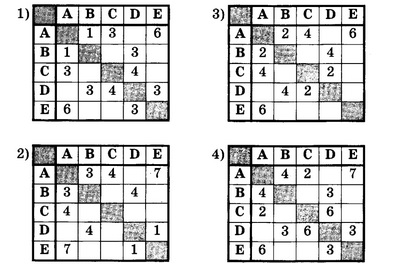 1)
A B C D E
A 1 3 6
B 1 3
C 3 4
D 3 4 3
E 6 3
3)
A B C D E
A 2 4 6
B 2 4
C 4 2
D 4 2
E 6
2)
A B C D E
A 3 4 7
B 3 4
C 4
D 4 1
E 7 1
4)
A B C D E
A 4 2 7
B 4 3
C 2 6
D 3 6 3
E 6 3